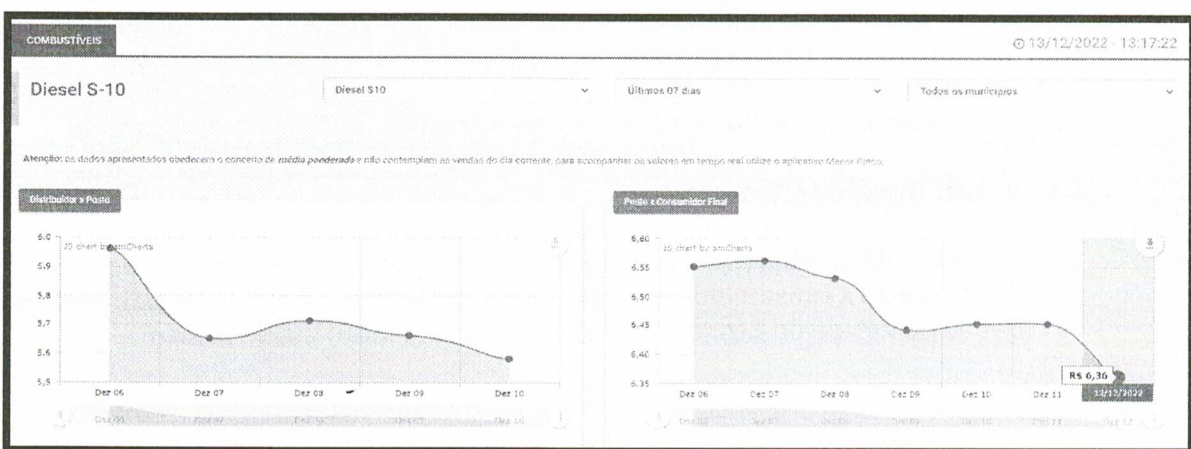 COMBUSTÍVEIS
13/12/2022 - 13:17:22
Diesel S-10
Diesel S10
Últimos 07 dias
Todos os municípios
Atenção: os dados apresentados obedecem o conceito de média ponderada e não contemplam as vendas do dia corrente, para acompanhar os valores em tempo real utilize o aplicativo Menor Preço.
Distribuidor x Posto
JS chart by amCharts
6,0
5,9
5,8
5,7
5,6
5,5
Dez 06
Dez 07
Dez 08
Dez 09
Dez 10
Posto x Consumidor Final
JS chart by amCharts
6,60
6,55
6,50
6,45
6,40
6,35
R$ 6,36
Dez 06
Dez 07
Dez 08
Dez 09
Dez 10
Dez 11
13/12/2022